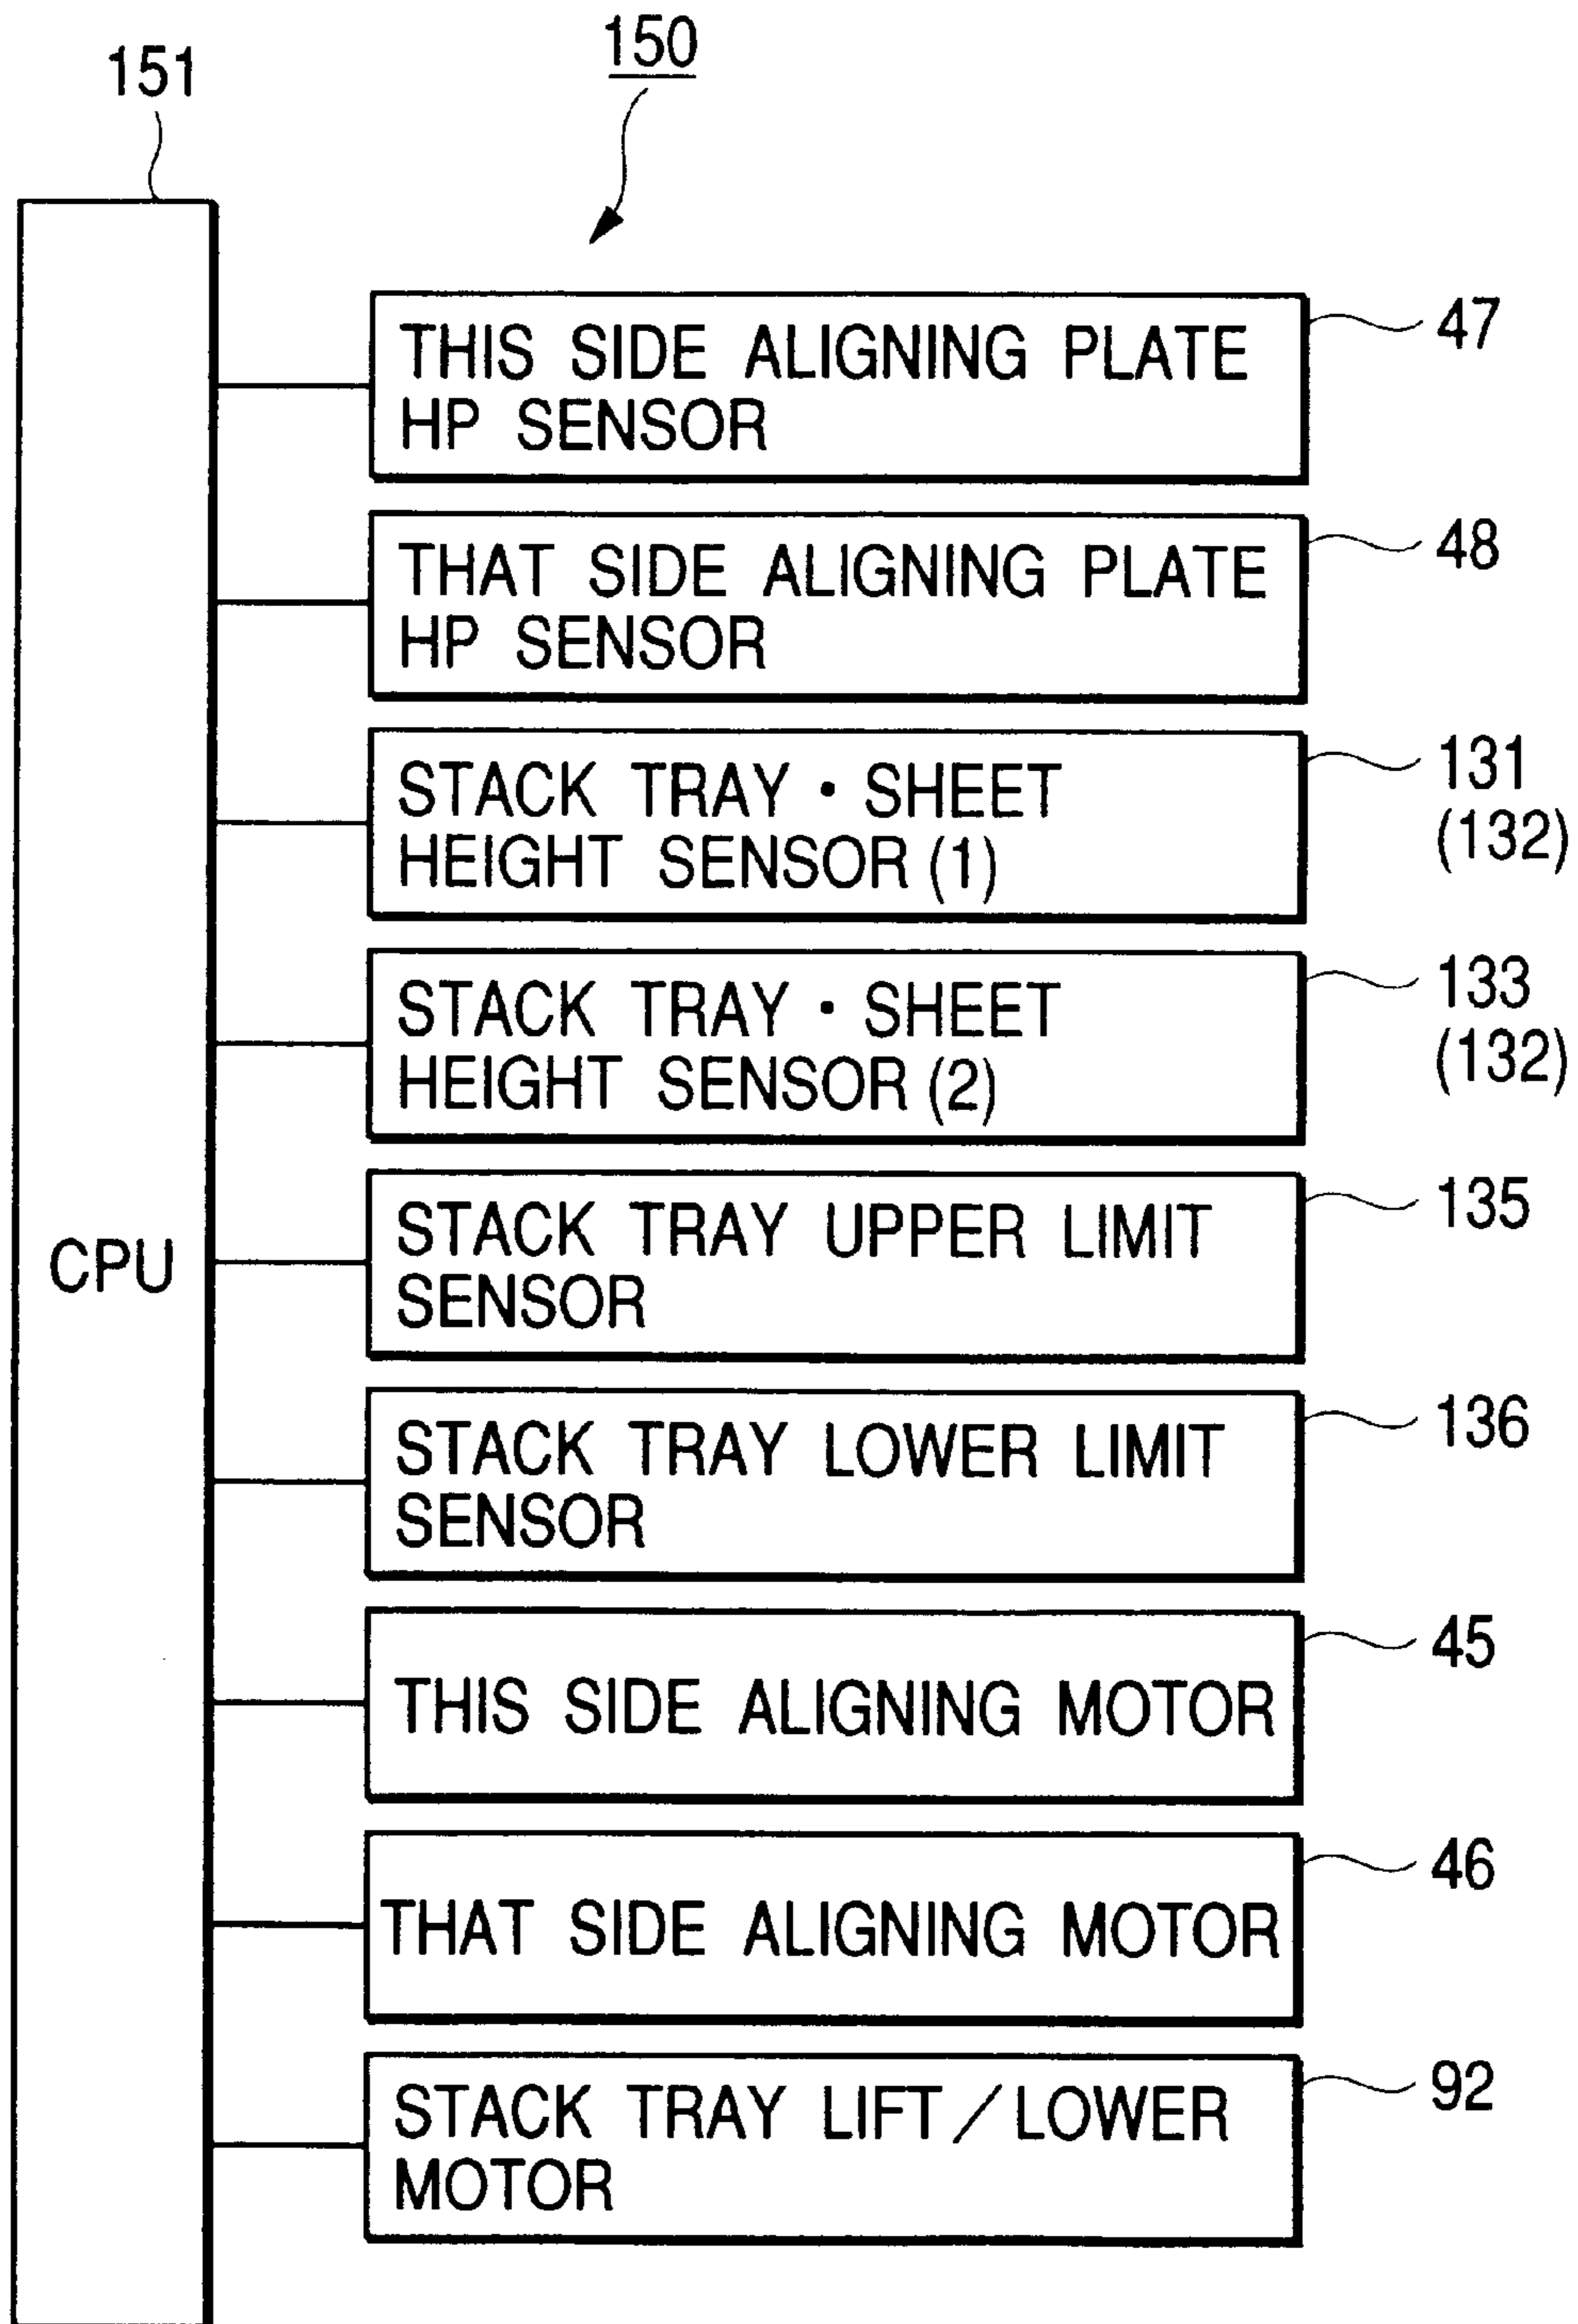 150
151
THIS SIDE ALIGNING PLATE
HP SENSOR
47
THAT SIDE ALIGNING PLATE
HP SENSOR
48
STACK TRAY・SHEET
HEIGHT SENSOR (1)
131
(132)
STACK TRAY・SHEET
HEIGHT SENSOR (2)
133
(132)
CPU
STACK TRAY UPPER LIMIT
SENSOR
135
STACK TRAY LOWER LIMIT
SENSOR
136
THIS SIDE ALIGNING MOTOR
45
THAT SIDE ALIGNING MOTOR
46
STACK TRAY LIFT/LOWER
MOTOR
92